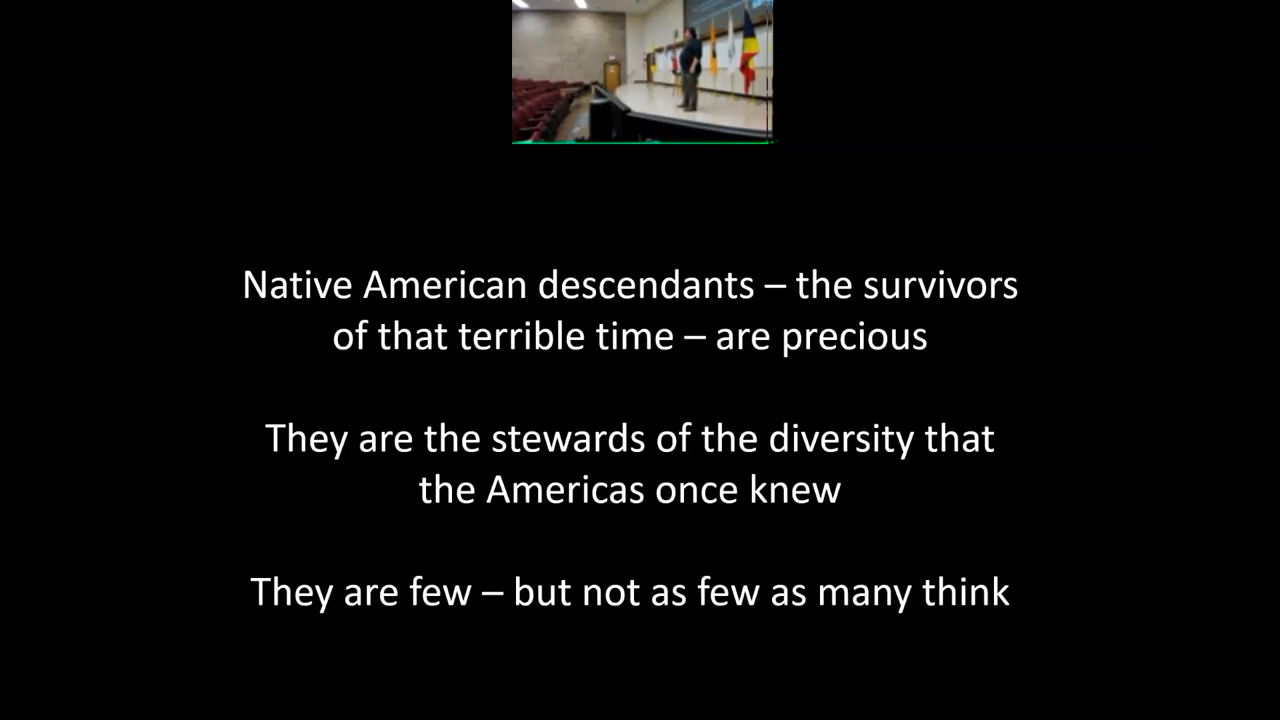 Native American descendants – the survivors
of that terrible time – are precious
They are the stewards of the diversity that
the Americas once knew
They are few – but not as few as many think